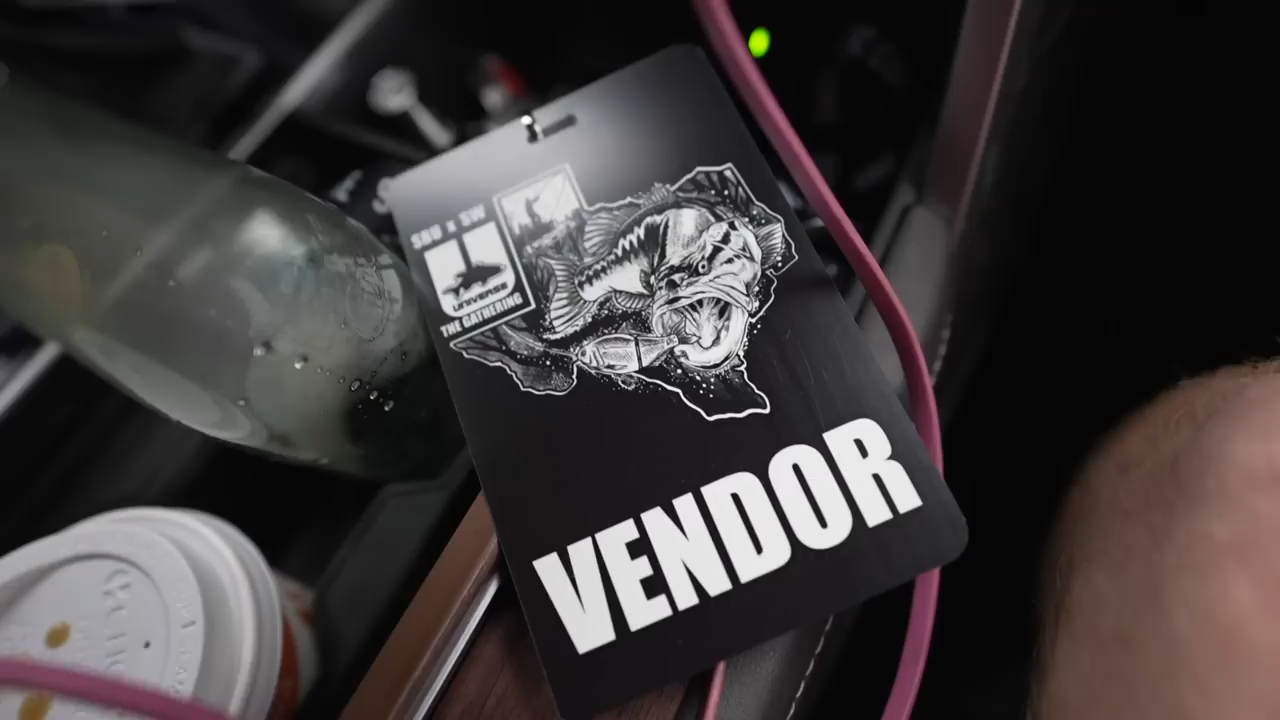 SBU x SW
U
UNIVERSE
THE GATHERING
VENDOR